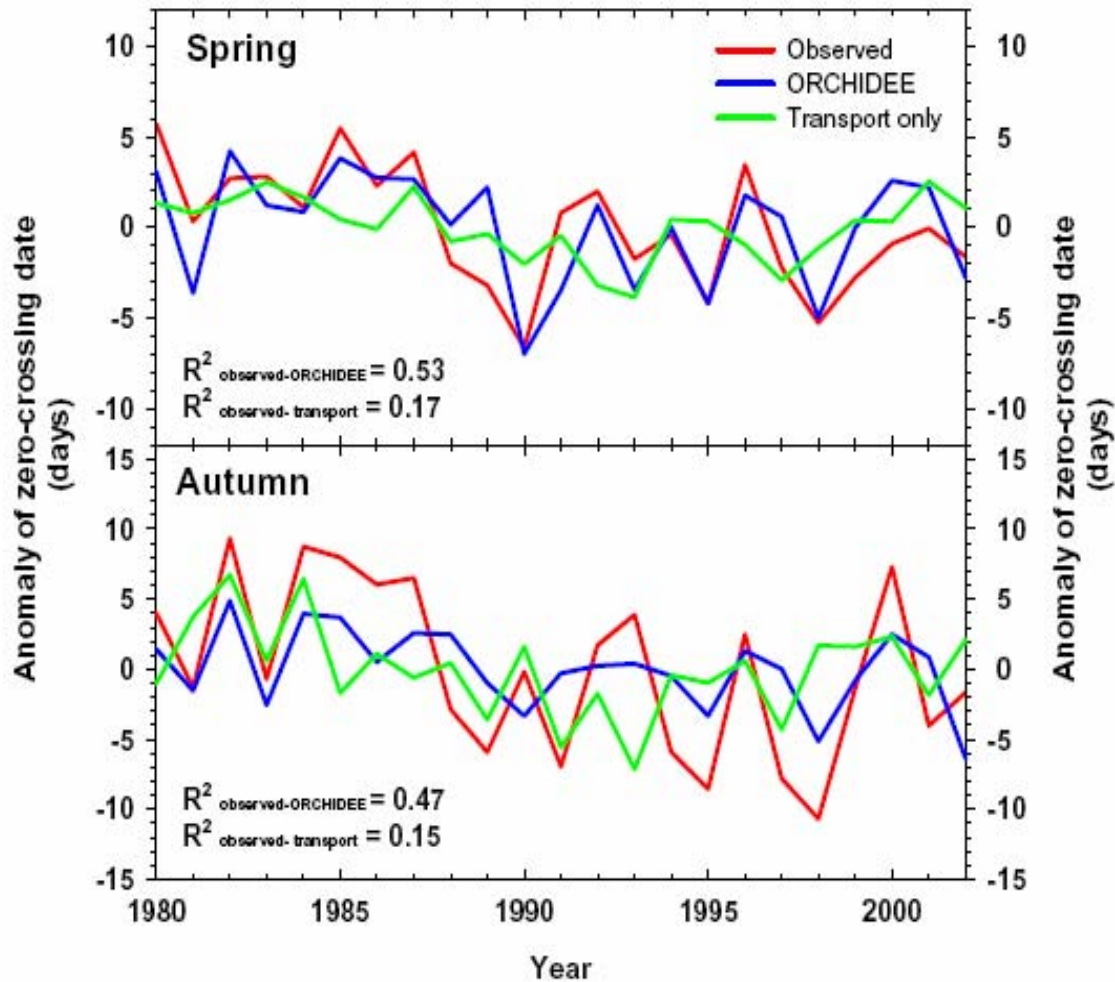 Spring
Observed
ORCHIDEE
Transport only
10
5
0
-5
-10
10
5
0
-5
-10
R² observed-ORCHIDEE = 0.53
R² observed- transport = 0.17
Anomaly of zero-crossing date
(days)
Anomaly of zero-crossing date
(days)
Autumn
15
10
5
0
-5
-10
-15
15
10
5
0
-5
-10
-15
R² observed-ORCHIDEE = 0.47
R² observed- transport = 0.15
1980 1985 1990 1995 2000
Year